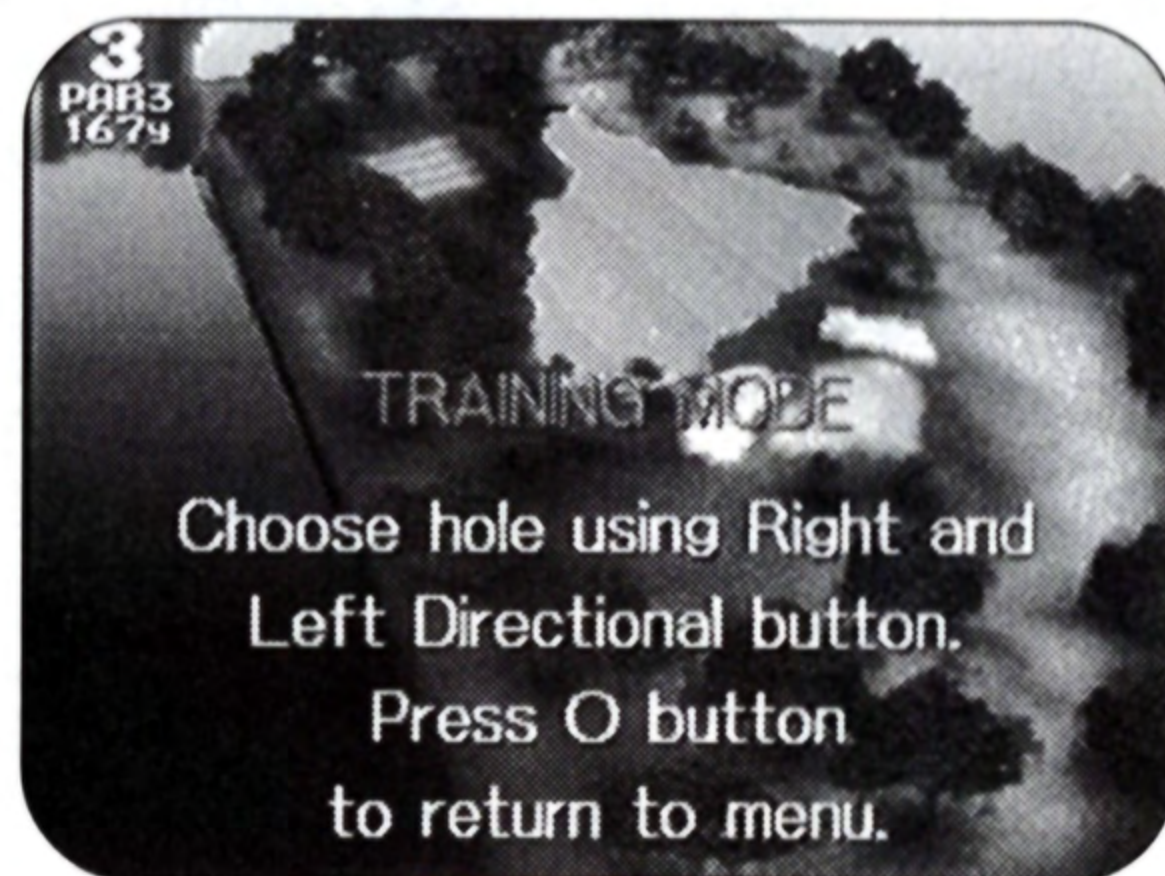 3
PAR3
167y
TRAINING MODE
Choose hole using Right and
Left Directional button.
Press O button
to return to menu.